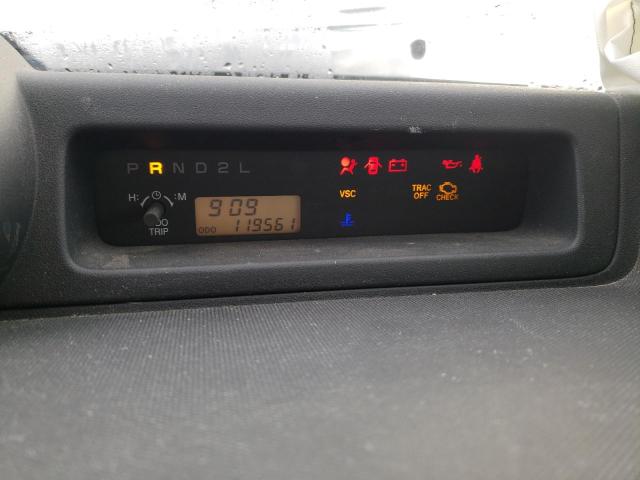 P R N D 2 L
H: :M
ODO
TRIP
9:09
ODO 119561
VSC
TRAC
OFF
CHECK